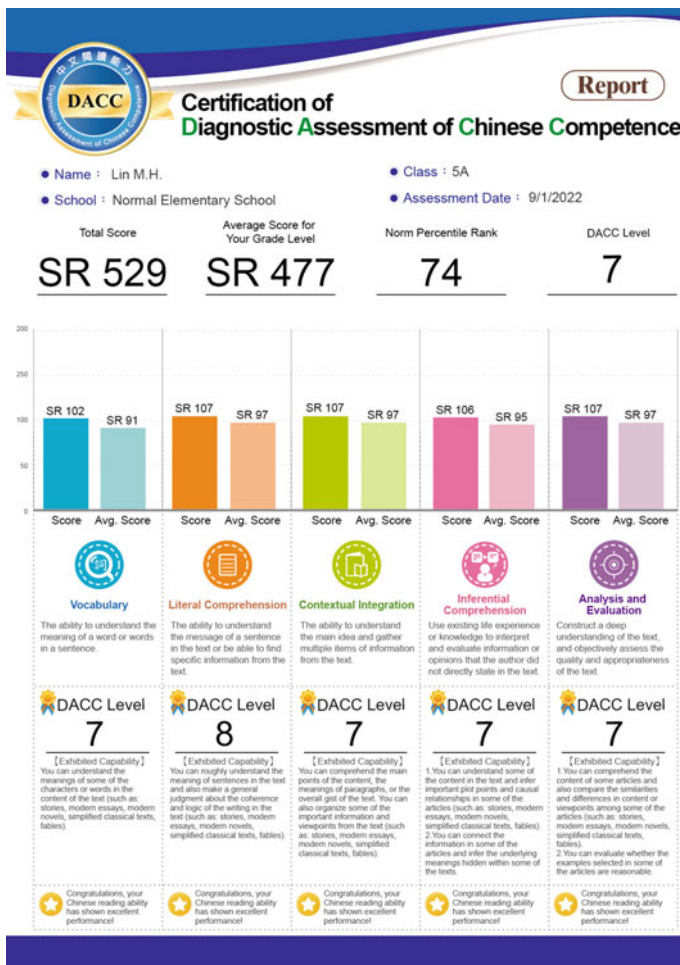 中文閱讀能力
DACC
Diagnostic Assessment of Chinese Competence
Report
Certification of
Diagnostic Assessment of Chinese Competence
Name : Lin M.H.
Class : 5A
School : Normal Elementary School
Assessment Date : 9/1/2022
Total Score
Average Score for
Your Grade Level
Norm Percentile Rank
DACC Level
SR 529
SR 477
74
7
200
250
100
50
0
SR 102
SR 91
SR 107
SR 97
SR 107
SR 97
SR 106
SR 95
SR 107
SR 97
Score Avg. Score
Score Avg. Score
Score Avg. Score
Score Avg. Score
Score Avg. Score
Vocabulary
The ability to understand the
meaning of a word or words
in a sentence.
Literal Comprehension
The ability to understand
the message of a sentence
in the text or be able to find
specific information from the
text.
Contextual Integration
The ability to understand
the main idea and gather
multiple items of information
from the text.
Inferential
Comprehension
Use existing life experience
or knowledge to interpret
and evaluate information or
opinions that the author did
not directly state in the text.
Analysis and
Evaluation
Construct a deep
understanding of the text,
and objectively assess the
quality and appropriateness
of the text.
DACC Level
7
【Exhibited Capability】
You can understand the
meanings of some of the
characters or words in the
content of the text (such as:
stories, modern essays, modern
novels, simplified classical texts,
fables).
DACC Level
8
【Exhibited Capability】
You can roughly understand the
meaning of sentences in the text
and also make a general
judgment about the coherence
and logic of the writing in the
text (such as: stories, modern
essays, modern novels,
simplified classical texts, fables).
DACC Level
7
【Exhibited Capability】
You can comprehend the main
points of the content, the
meanings of paragraphs, or the
overall gist of the text. You can
also organize some of the
important information and
viewpoints from the text (such
as: stories, modern essays,
modern novels, simplified
classical texts, fables).
DACC Level
7
【Exhibited Capability】
1.You can understand some of
the content in the text and infer
important plot points and causal
relationships in some of the
articles (such as: stories, modern
essays, modern novels,
simplified classical texts, fables).
2.You can connect the
information in some of the
articles and infer the underlying
meanings hidden within some of
the texts.
DACC Level
7
【Exhibited Capability】
1.You can comprehend the
content of some articles and
also compare the similarities
and differences in content or
viewpoints among some of the
articles (such as: stories,
modern essays, modern novels,
simplified classical texts,
fables).
2.You can evaluate whether the
examples selected in some of
the articles are reasonable.
Congratulations, your
Chinese reading ability
has shown excellent
performance!
Congratulations, your
Chinese reading ability
has shown excellent
performance!
Congratulations, your
Chinese reading ability
has shown excellent
performance!
Congratulations, your
Chinese reading ability
has shown excellent
performance!
Congratulations, your
Chinese reading ability
has shown excellent
performance!